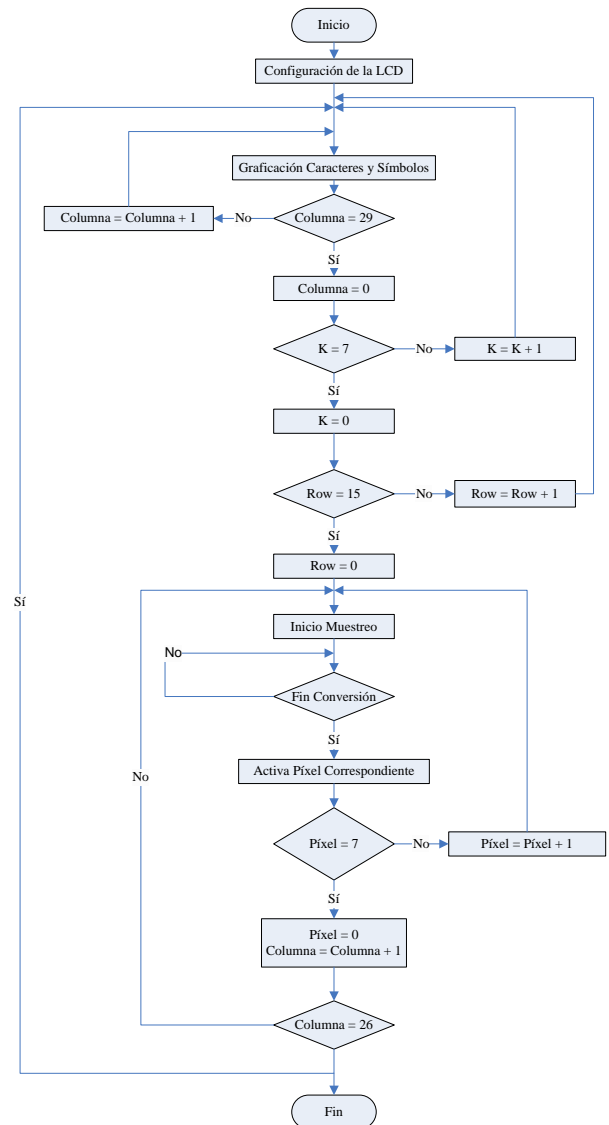 Inicio
Configuración de la LCD
Graficación Caracteres y Símbolos
Columna = Columna + 1
No
Columna = 29
Sí
Columna = 0
K = 7
No
K = K + 1
Sí
K = 0
Row = 15
No
Row = Row + 1
Sí
Row = 0
Sí
Inicio Muestreo
No
Fin Conversión
Sí
Activa Píxel Correspondiente
No
Píxel = 7
No
Píxel = Píxel + 1
Sí
Píxel = 0
Columna = Columna + 1
Columna = 26
Fin